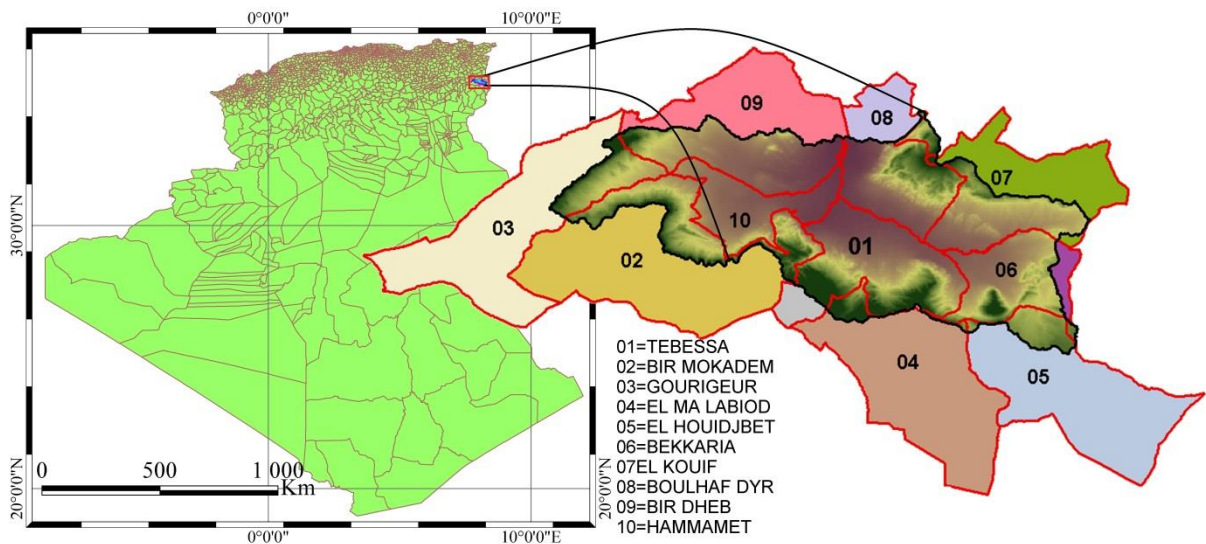 0°0'0"
10°0'0"E
30°0'0"N
20°0'0"N
0
500
1 000
Km
0°0'0"
10°0'0"E
20°0'0"N
09
08
07
03
10
01
02
06
04
05
01=TEBESSA
02=BIR MOKADEM
03=GOURIGEUR
04=EL MA LABIOD
05=EL HOUIDJBET
06=BEKKARIA
07EL KOUIF
08=BOULHAF DYR
09=BIR DHEB
10=HAMMAMET